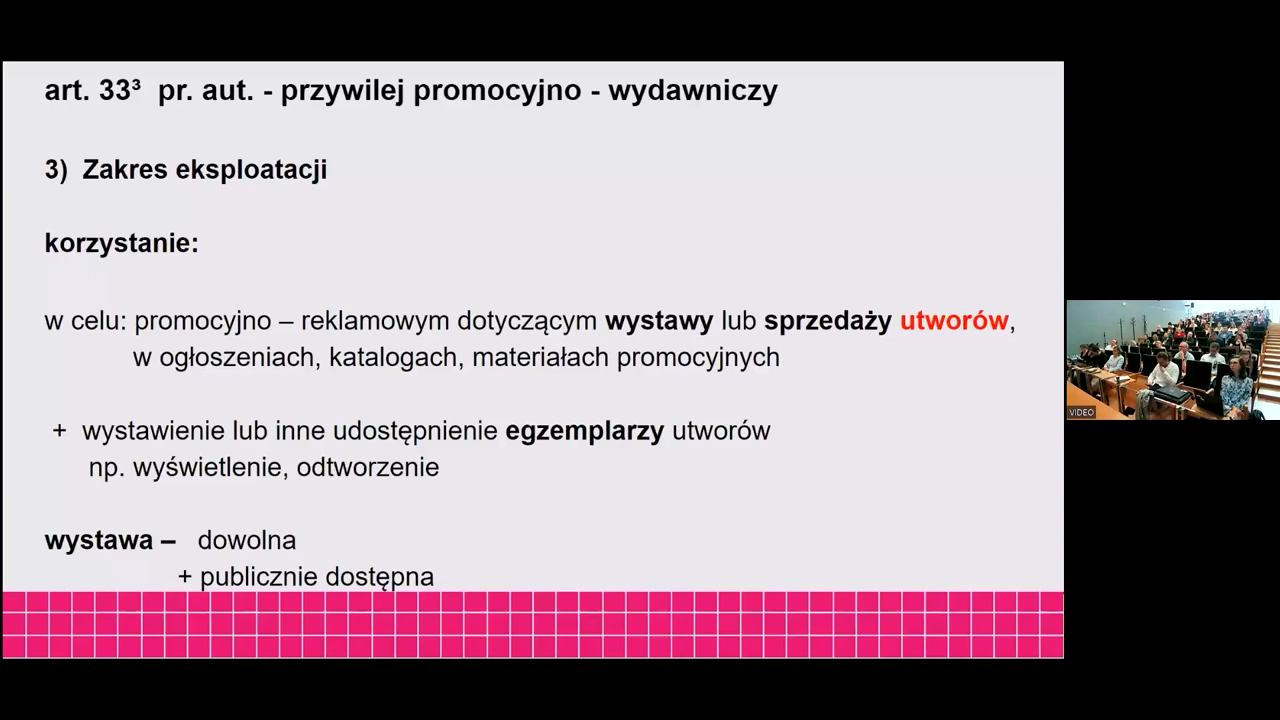 art. 33³ pr. aut. - przywilej promocyjno - wydawniczy
3) Zakres eksploatacji
korzystanie:
w celu: promocyjno – reklamowym dotyczącym wystawy lub sprzedaży utworów,
w ogłoszeniach, katalogach, materiałach promocyjnych
+ wystawienie lub inne udostępnienie egzemplarzy utworów
np. wyświetlenie, odtworzenie
wystawa – dowolna
+ publicznie dostępna
VIDEO